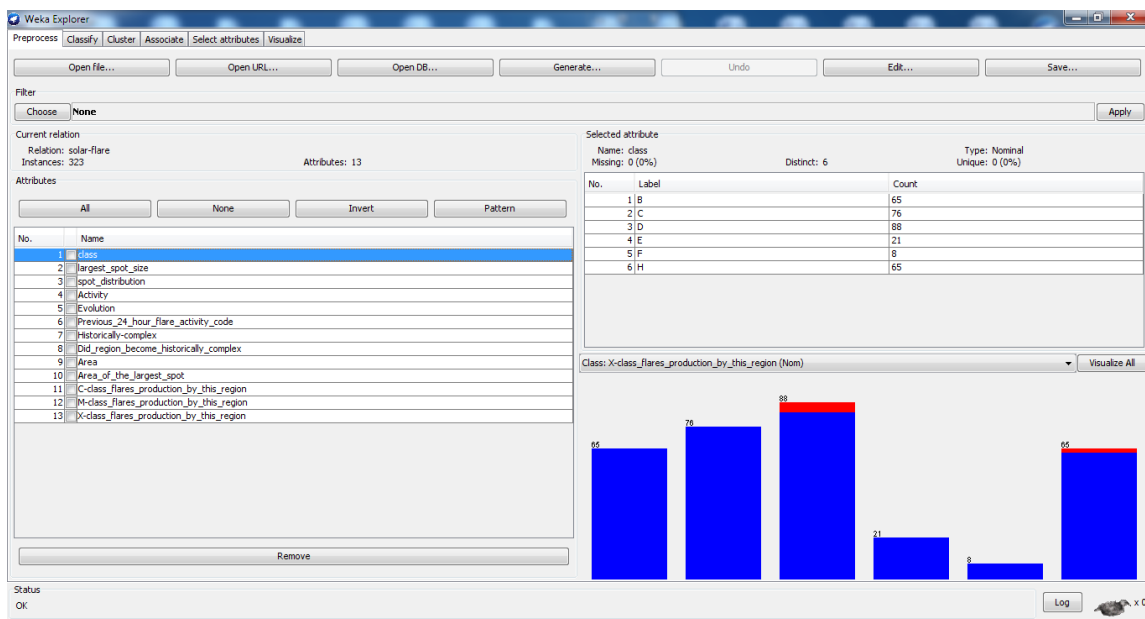 Weka Explorer
Preprocess Classify Cluster Associate Select attributes Visualize
Open file... Open URL... Open DB... Generate... Undo Edit... Save...
Filter
Choose None Apply
Current relation
Relation: solar-flare
Instances: 323 Attributes: 13
Attributes
All None Invert Pattern
No. Name
1 class
2 largest_spot_size
3 spot_distribution
4 Activity
5 Evolution
6 Previous_24_hour_flare_activity_code
7 Historically-complex
8 Did_region_become_historically_complex
9 Area
10 Area_of_the_largest_spot
11 C-class_flares_production_by_this_region
12 M-class_flares_production_by_this_region
13 X-class_flares_production_by_this_region
Remove
Selected attribute
Name: class Type: Nominal
Missing: 0 (0%) Distinct: 6 Unique: 0 (0%)
No. Label Count
1 B 65
2 C 76
3 D 88
4 E 21
5 F 8
6 H 65
Class: X-class_flares_production_by_this_region (Nom) Visualize All
65 76 88 21 8 65
Status
OK
Log x 0